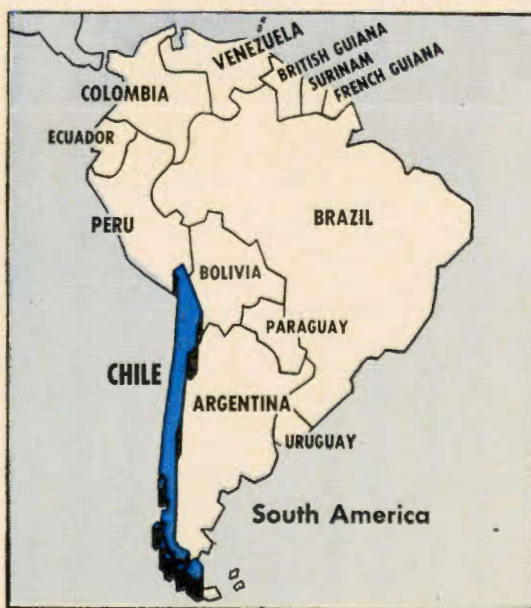 VENEZUELA
BRITISH GUIANA
SURINAM
FRENCH GUIANA
COLOMBIA
ECUADOR
PERU
BRAZIL
BOLIVIA
PARAGUAY
CHILE
ARGENTINA
URUGUAY
South America